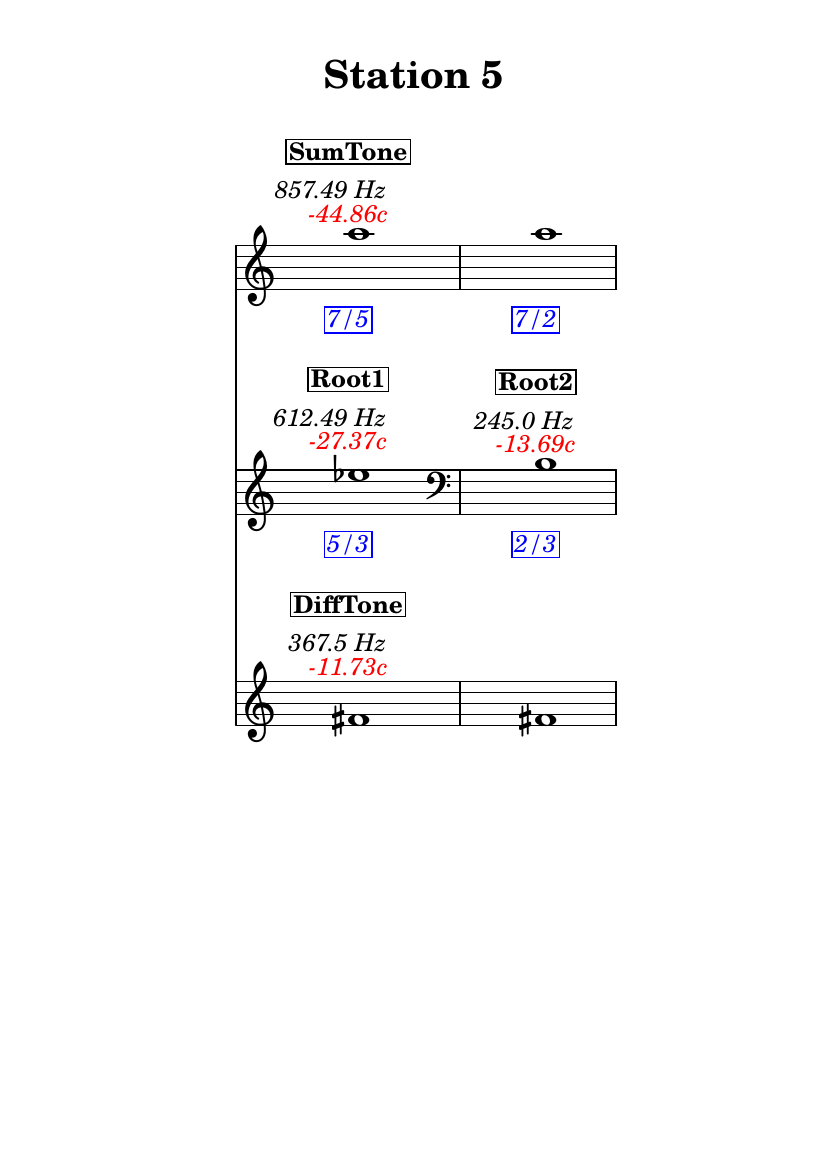 Station 5
SumTone
857.49 Hz
-44.86c
7/5
7/2
Root1
Root2
612.49 Hz
245.0 Hz
-27.37c
-13.69c
5/3
2/3
DiffTone
367.5 Hz
-11.73c